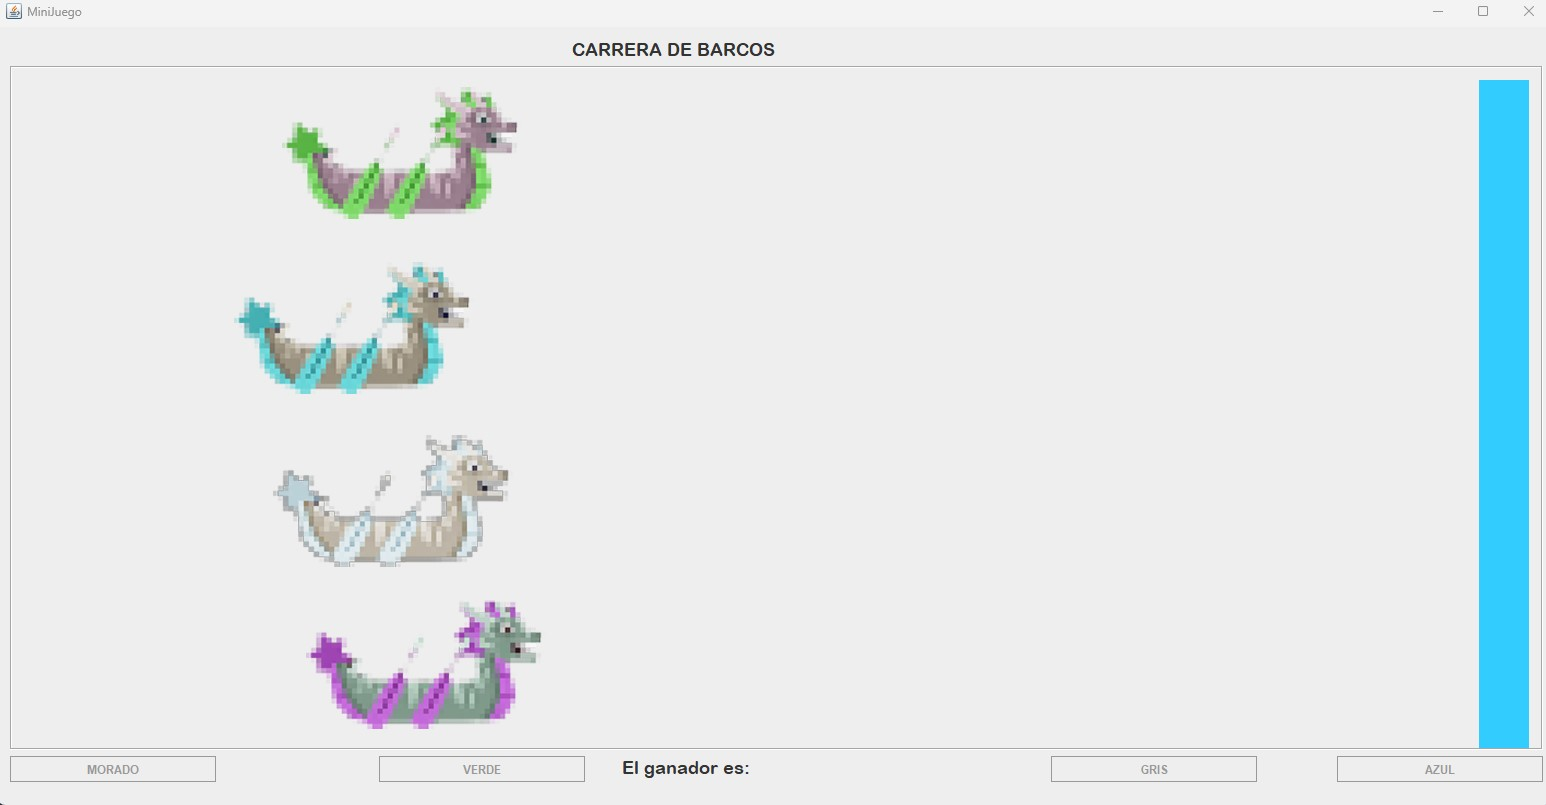 MiniJuego
CARRERA DE BARCOS
MORADO
VERDE
El ganador es:
GRIS
AZUL